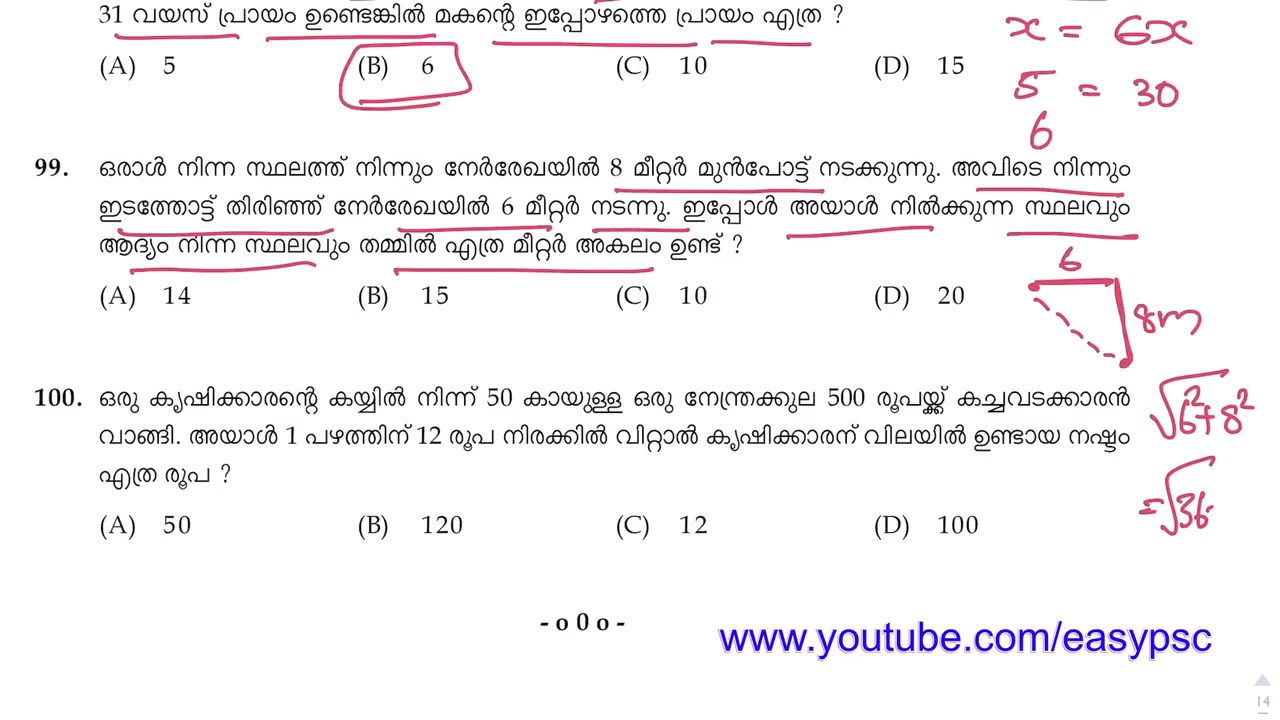 31 വയസ് പ്രായം ഉണ്ടെങ്കിൽ മകന്റെ ഇപ്പോഴത്തെ പ്രായം എത്ര ?
x = 6x
(A) 5 (B) 6 (C) 10 (D) 15
5 = 30
6
99. ഒരാൾ നിന്ന സ്ഥലത്ത് നിന്നും നേർരേഖയിൽ 8 മീറ്റർ മുൻപോട്ട് നടക്കുന്നു. അവിടെ നിന്നും
ഇടത്തോട്ട് തിരിഞ്ഞ് നേർരേഖയിൽ 6 മീറ്റർ നടന്നു. ഇപ്പോൾ അയാൾ നിൽക്കുന്ന സ്ഥലവും
ആദ്യം നിന്ന സ്ഥലവും തമ്മിൽ എത്ര മീറ്റർ അകലം ഉണ്ട് ?
6
(A) 14 (B) 15 (C) 10 (D) 20
8m
100. ഒരു കൃഷിക്കാരന്റെ കയ്യിൽ നിന്ന് 50 കായുള്ള ഒരു നേന്ത്രക്കുല 500 രൂപയ്ക്ക് കച്ചവടക്കാരൻ
√6²+8²
വാങ്ങി. അയാൾ 1 പഴത്തിന് 12 രൂപ നിരക്കിൽ വിറ്റാൽ കൃഷിക്കാരന് വിലയിൽ ഉണ്ടായ നഷ്ടം
എത്ര രൂപ ?
=√36
(A) 50 (B) 120 (C) 12 (D) 100
- o 0 o -
www.youtube.com/easypsc
14